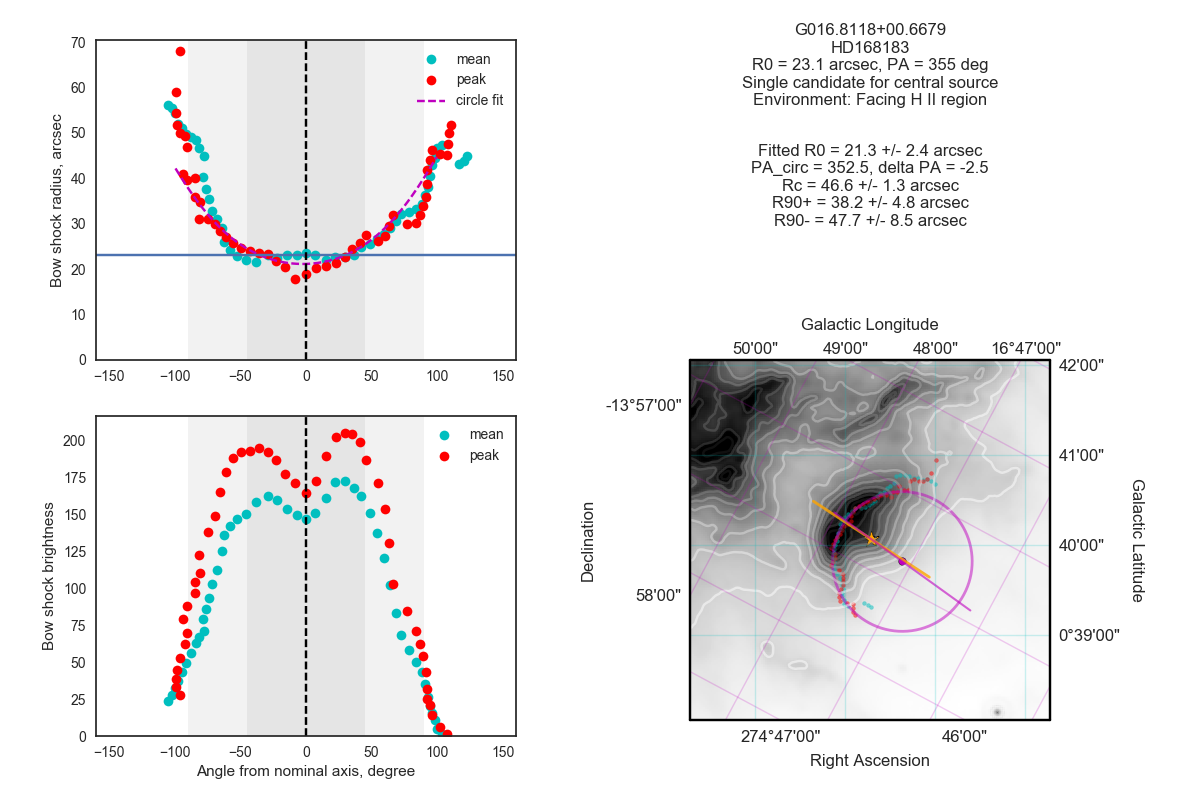 70
60
50
40
30
20
10
0
Bow shock radius, arcsec
mean
peak
circle fit
−150
−100
−50
0
50
100
150
200
175
150
125
100
75
50
25
0
Bow shock brightness
mean
peak
−150
−100
−50
0
50
100
150
Angle from nominal axis, degree
G016.8118+00.6679
HD168183
R0 = 23.1 arcsec, PA = 355 deg
Single candidate for central source
Environment: Facing H II region
Fitted R0 = 21.3 +/- 2.4 arcsec
PA_circ = 352.5, delta PA = -2.5
Rc = 46.6 +/- 1.3 arcsec
R90+ = 38.2 +/- 4.8 arcsec
R90- = 47.7 +/- 8.5 arcsec
Galactic Longitude
50'00"
49'00"
48'00"
16°47'00"
42'00"
41'00"
40'00"
0°39'00"
Galactic Latitude
-13°57'00"
58'00"
Declination
274°47'00"
46'00"
Right Ascension